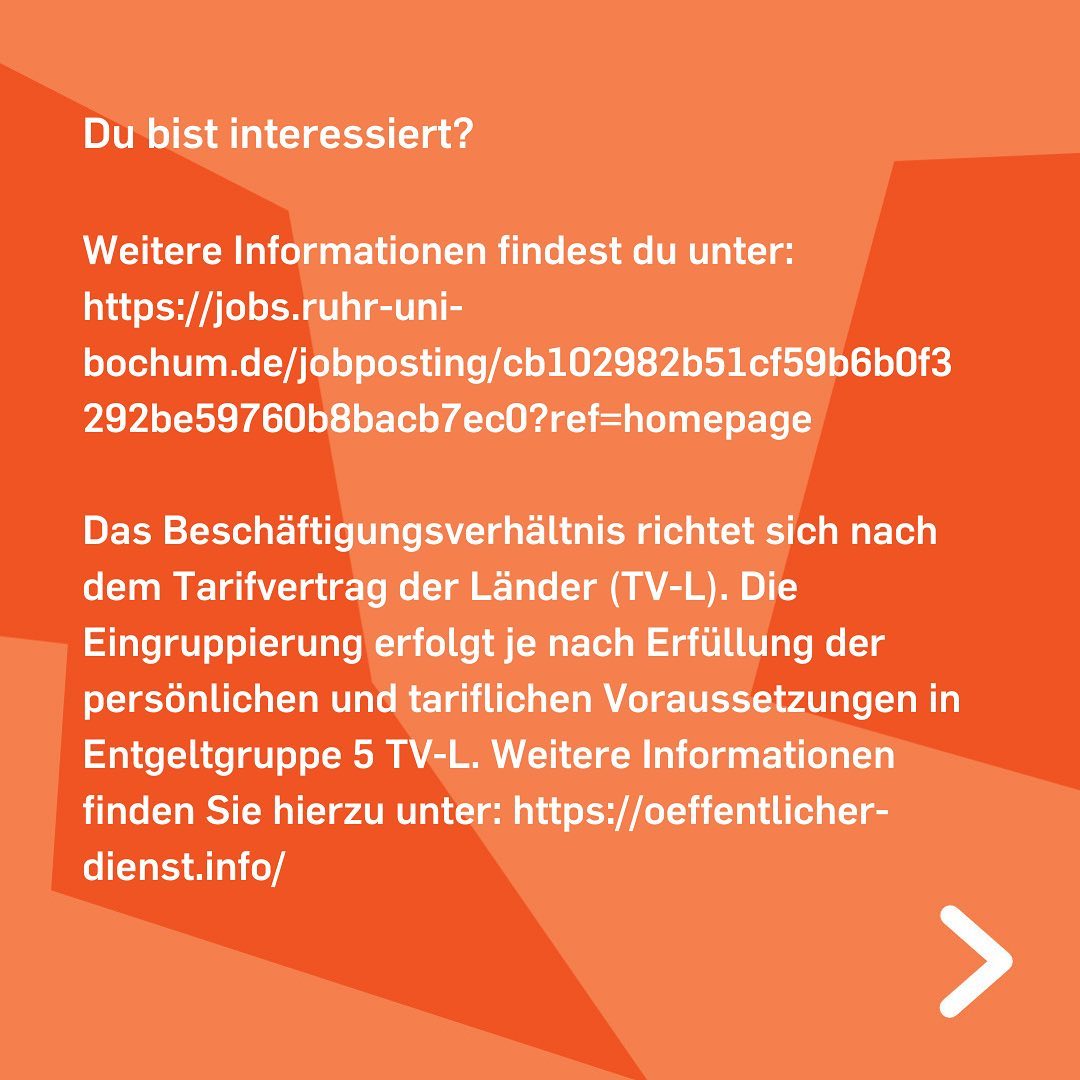 Du bist interessiert?
Weitere Informationen findest du unter:
https://jobs.ruhr-uni-
bochum.de/jobposting/cb102982b51cf59b6b0f3
292be59760b8bacb7ec0?ref=homepage
Das Beschäftigungsverhältnis richtet sich nach
dem Tarifvertrag der Länder (TV-L). Die
Eingruppierung erfolgt je nach Erfüllung der
persönlichen und tariflichen Voraussetzungen in
Entgeltgruppe 5 TV-L. Weitere Informationen
finden Sie hierzu unter: https://oeffentlicher-
dienst.info/